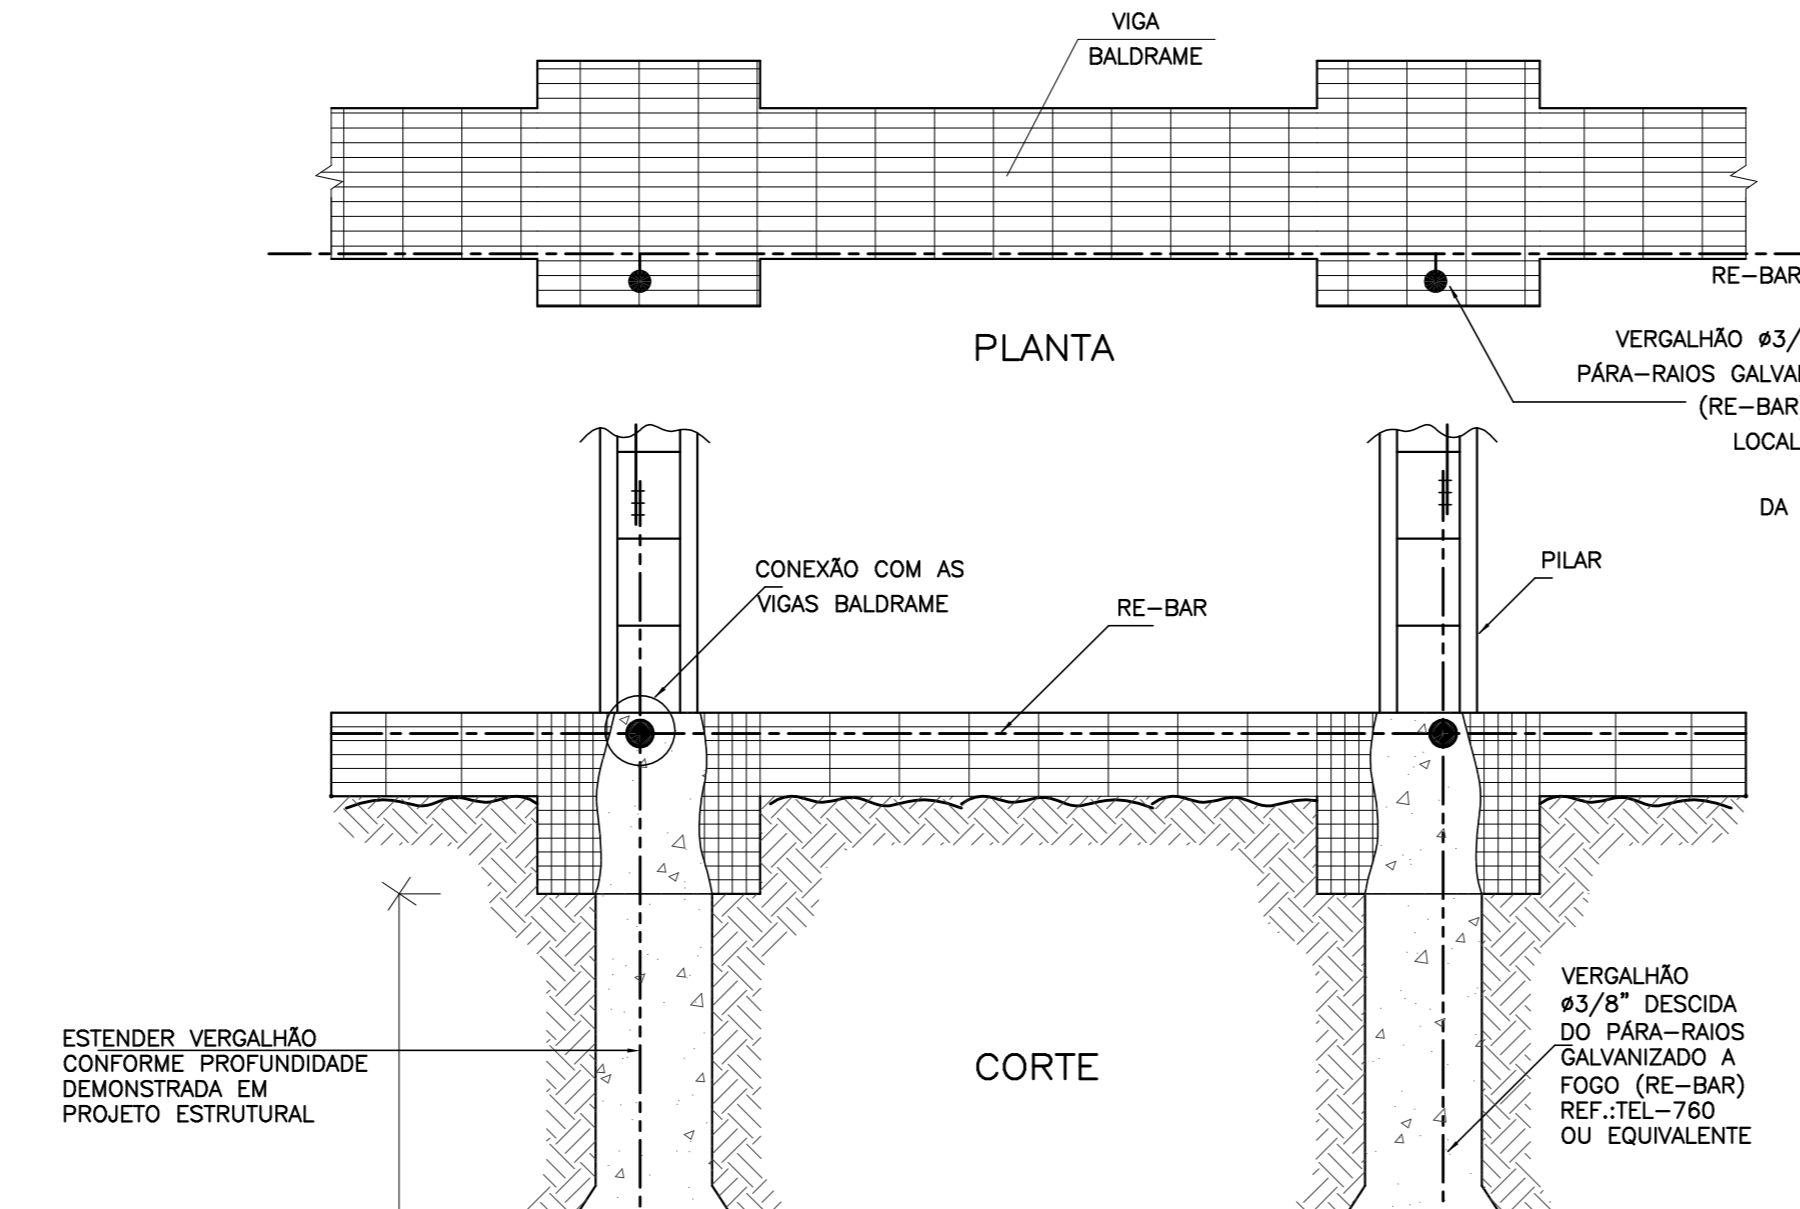 VIGA
BALDRAME
RE-BAR
VERGALHÃO ø3/
PÁRA-RAIOS
(RE-BAR
LOCAL
DA
PLANTA
CONEXÃO COM AS
VIGAS BALDRAME
RE-BAR
PILAR
ESTENDER VERGALHÃO
CONFORME PROFUNDIDADE
DEMONSTRADA EM
PROJETO ESTRUTURAL
CORTE
VERGALHÃO
ø3/8" DESCIDA
DO PÁRA-RAIOS
GALVANIZADO A
FOGO (RE-BAR)
REF.:TEL-760
OU EQUIVALENTE